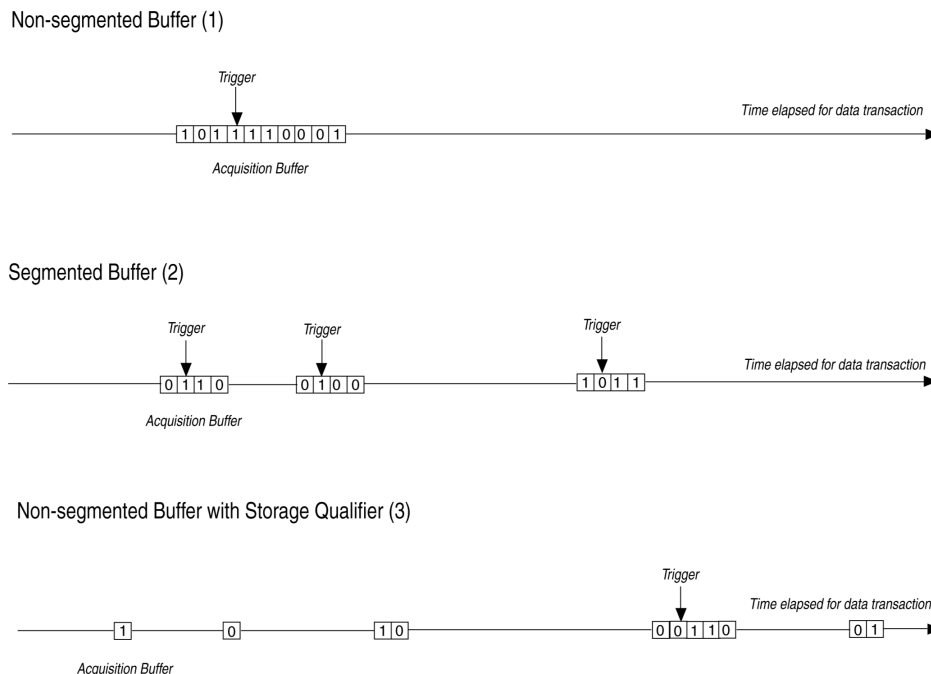 Non-segmented Buffer (1)
Trigger
Time elapsed for data transaction
1 0 1 1 1 1 0 0 0 1
Acquisition Buffer
Segmented Buffer (2)
Trigger Trigger Trigger
Time elapsed for data transaction
0 1 1 0 0 1 0 0 1 0 1 1
Acquisition Buffer
Non-segmented Buffer with Storage Qualifier (3)
Trigger
Time elapsed for data transaction
1 0 1 0 0 0 1 1 0 0 1
Acquisition Buffer